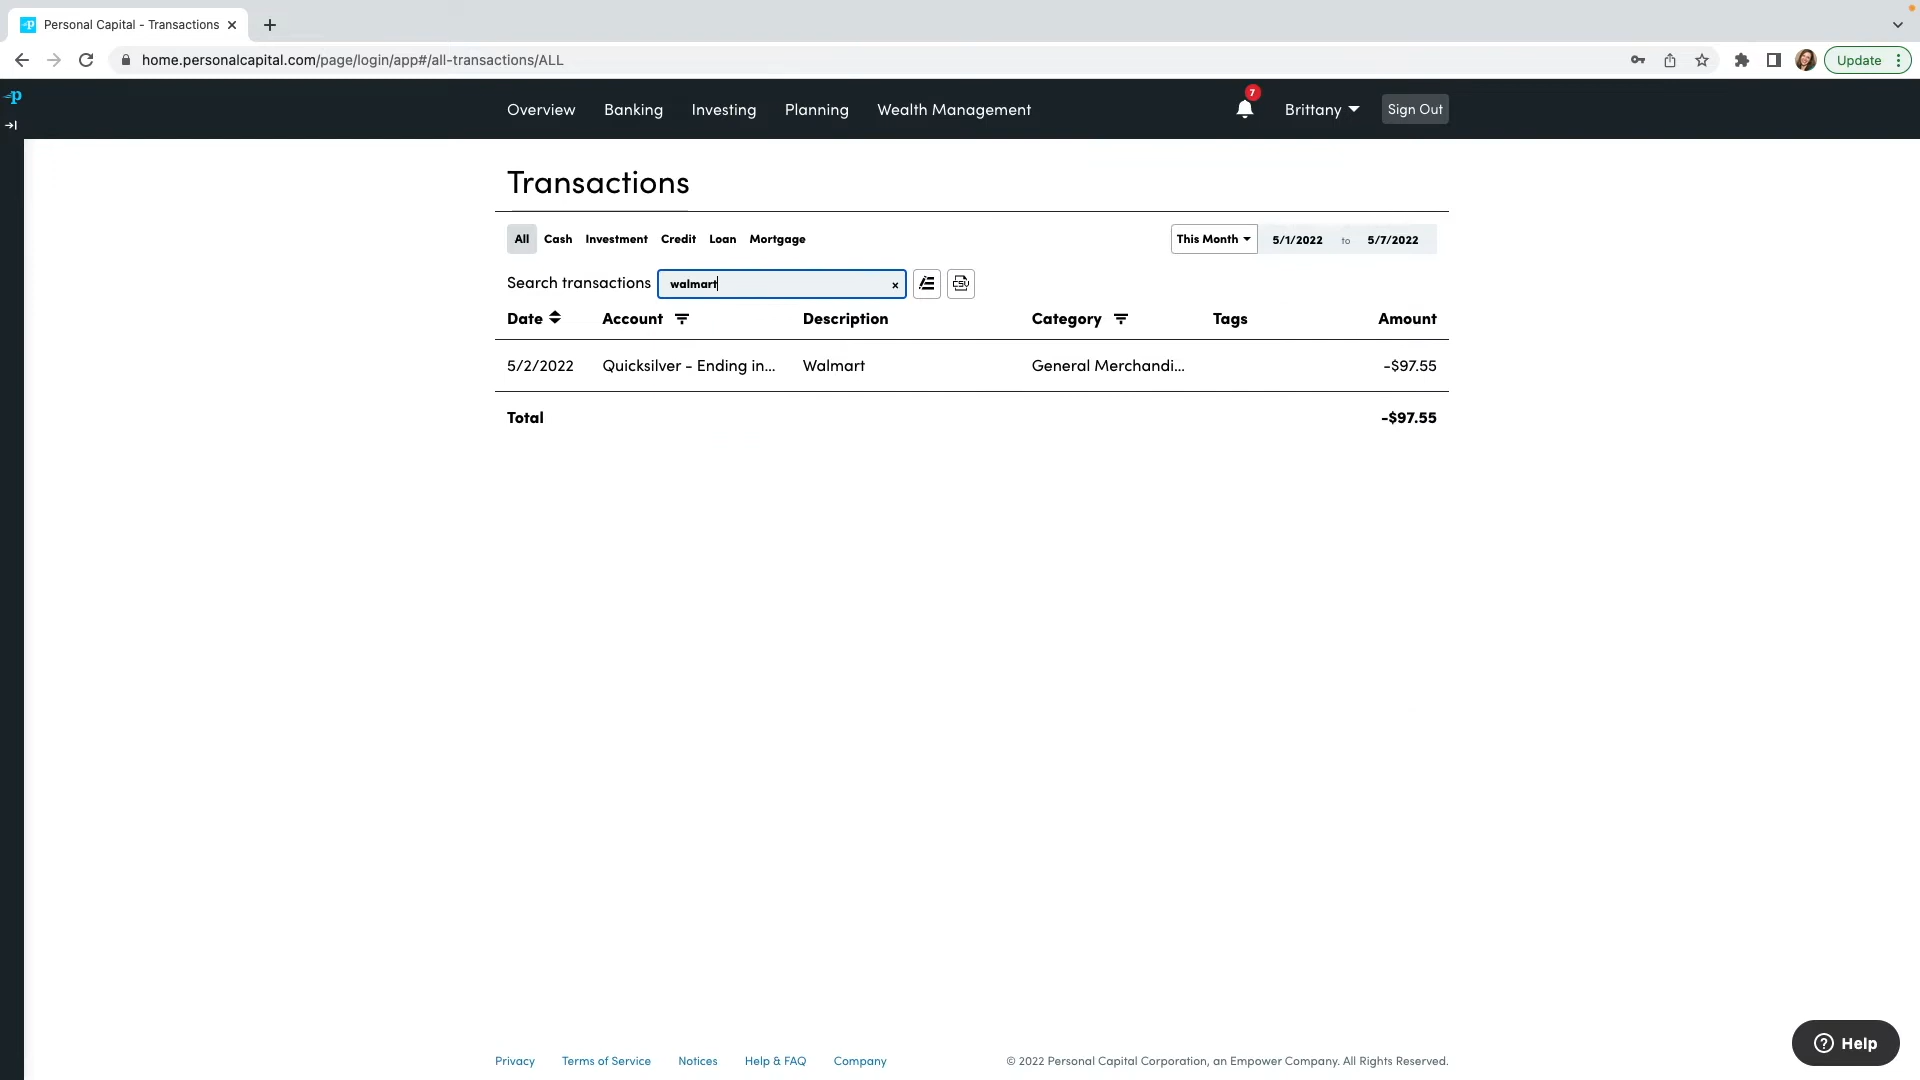 Personal Capital - Transactions
home.personalcapital.com/page/login/app#/all-transactions/ALL
Update
Overview Banking Investing Planning Wealth Management
7
Brittany
Sign Out
Transactions
All Cash Investment Credit Loan Mortgage
This Month 5/1/2022 to 5/7/2022
Search transactions walmart
CSV
Date Account Description Category Tags Amount
5/2/2022 Quicksilver - Ending in... Walmart General Merchandi... -$97.55
Total -$97.55
Help
Privacy Terms of Service Notices Help & FAQ Company © 2022 Personal Capital Corporation, an Empower Company. All Rights Reserved.